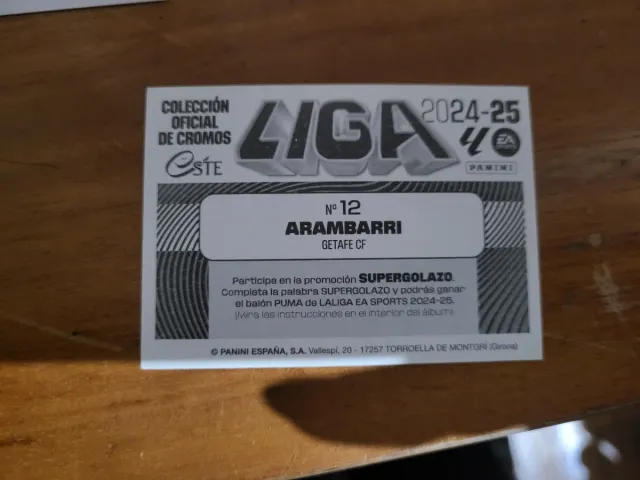 COLECCIÓN
OFICIAL
DE CROMOS
eSTE
LIGA
2024-25
EA
PANINI
Nº 12
ARAMBARRI
GETAFE CF
Participa en la promoción SUPERGOLAZO.
Completa la palabra SUPERGOLAZO y podrás ganar
el balón PUMA de LALIGA EA SPORTS 2024-25.
(Mira las instrucciones en el interior del álbum)
© PANINI ESPAÑA, S.A. Vallespí, 20 - 17257 TORROELLA DE MONTGRÍ (Girona)